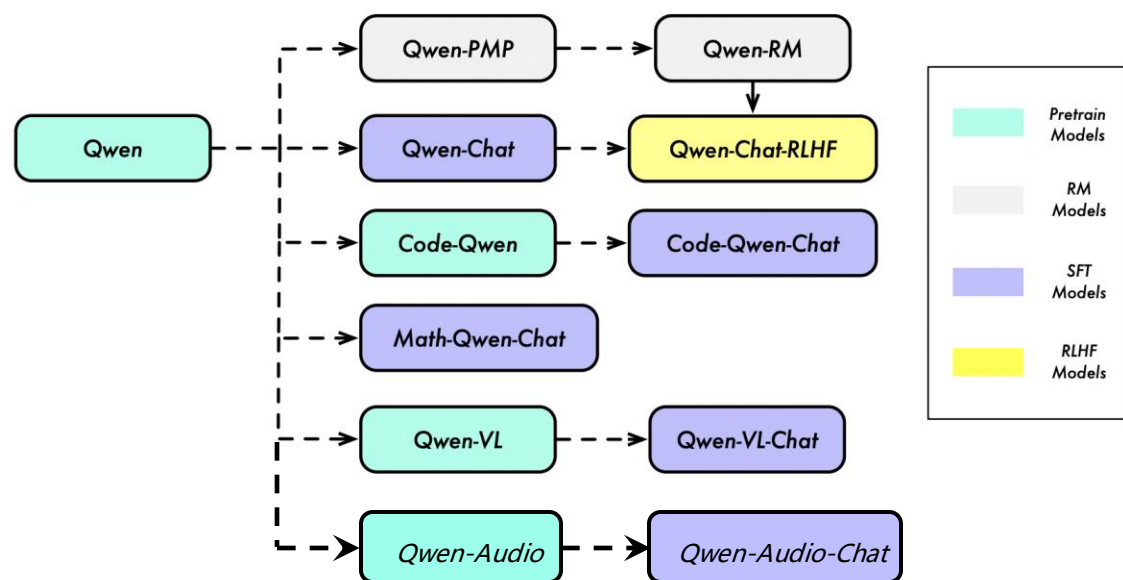 Qwen-PMP
Qwen-RM
Qwen
Qwen-Chat
Qwen-Chat-RLHF
Code-Qwen
Code-Qwen-Chat
Math-Qwen-Chat
Qwen-VL
Qwen-VL-Chat
Qwen-Audio
Qwen-Audio-Chat
Pretrain
Models
RM
Models
SFT
Models
RLHF
Models